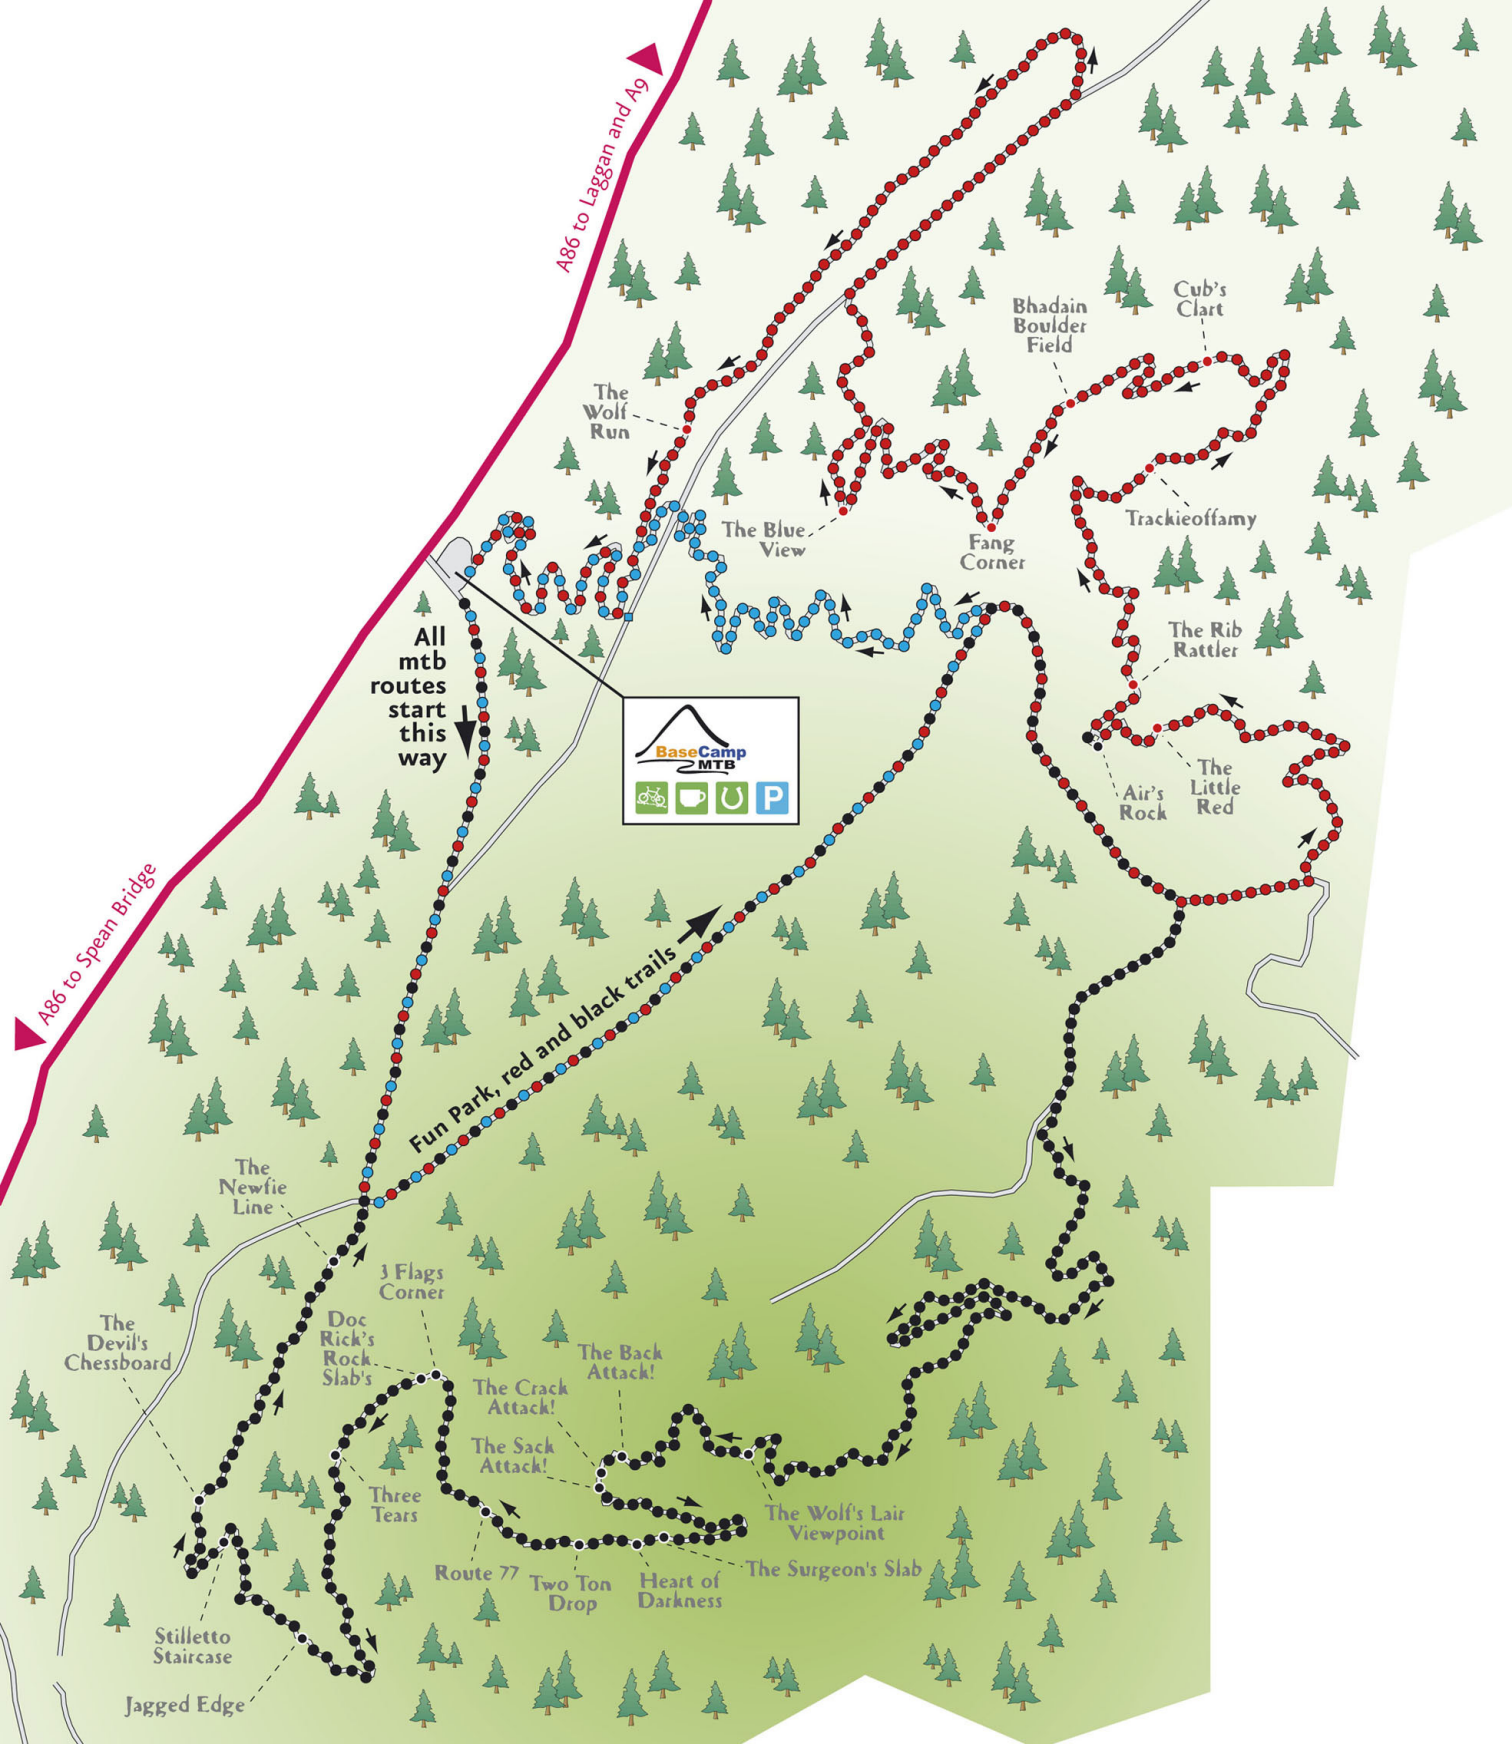 A86 to Laggan and A9
Cub's
Clart
Bhadain
Boulder
Field
The
Wolf
Run
The Blue
View
Fang
Corner
Trackieoffamy
All
mtb
routes
start
this
way
The Rib
Rattler
BaseCamp
MTB
P
The
Little
Red
Air's
Rock
A86 to Spean Bridge
Fun Park, red and black trails
The
Newfie
Line
3 Flags
Corner
Doc
Rick's
Rock
Slab's
The
Devil's
Chessboard
The Back
Attack!
The Crack
Attack!
The Sack
Attack!
Three
Tears
The Wolf's Lair
Viewpoint
Route 77
Two Ton
Drop
Heart of
Darkness
The Surgeon's Slab
Stilletto
Staircase
Jagged Edge